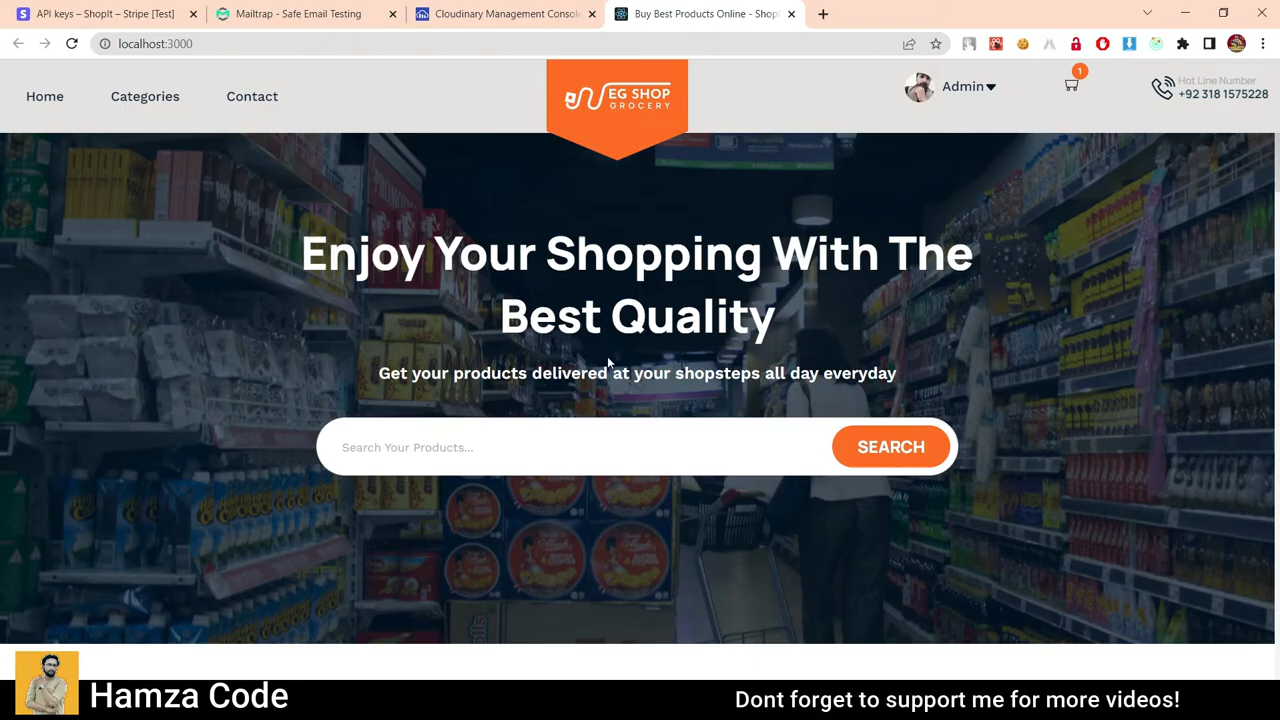 API keys – ShopIt – Stripe [Test]
Mailtrap - Safe Email Testing
Cloudinary Management Console
Buy Best Products Online - ShopI
localhost:3000
Home
Categories
Contact
EG SHOP
GROCERY
Admin
1
Hot Line Number
+92 318 1575228
Enjoy Your Shopping With The
Best Quality
Get your products delivered at your shopsteps all day everyday
Search Your Products...
SEARCH
Hamza Code
Dont forget to support me for more videos!